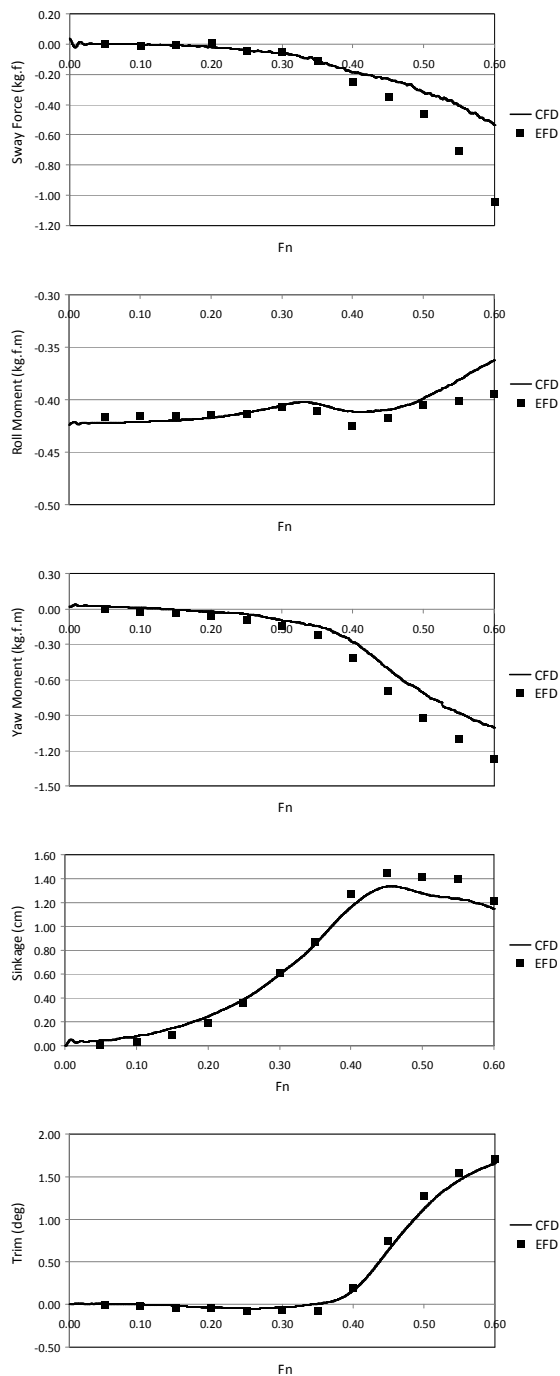 0.20
0.00
-0.20
-0.40
-0.60
-0.80
-1.00
-1.20
0.00 0.10 0.20 0.30 0.40 0.50 0.60
Sway Force (kg.f)
Fn
CFD
EFD
-0.30
-0.35
-0.40
-0.45
-0.50
0.00 0.10 0.20 0.30 0.40 0.50 0.60
Roll Moment (kg.f.m)
Fn
CFD
EFD
0.30
0.00
-0.30
-0.60
-0.90
-1.20
-1.50
0.00 0.10 0.20 0.30 0.40 0.50 0.60
Yaw Moment (kg.f.m)
Fn
CFD
EFD
1.60
1.40
1.20
1.00
0.80
0.60
0.40
0.20
0.00
0.00 0.10 0.20 0.30 0.40 0.50 0.60
Sinkage (cm)
Fn
CFD
EFD
2.00
1.50
1.00
0.50
0.00
-0.50
0.00 0.10 0.20 0.30 0.40 0.50 0.60
Trim (deg)
Fn
CFD
EFD